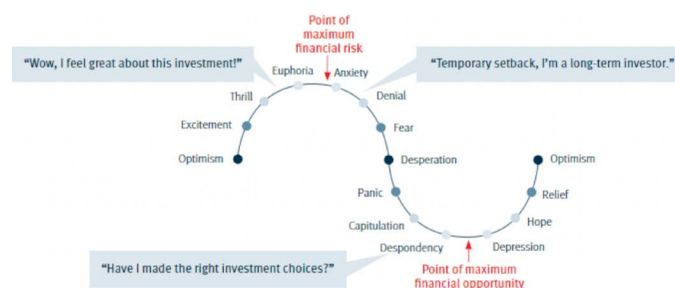 Point of
maximum
financial risk
"Wow, I feel great about this investment!"
"Temporary setback, I'm a long-term investor."
Euphoria
Anxiety
Thrill
Denial
Excitement
Fear
Optimism
Desperation
Optimism
Panic
Relief
Capitulation
Hope
Despondency
Depression
"Have I made the right investment choices?"
Point of maximum
financial opportunity